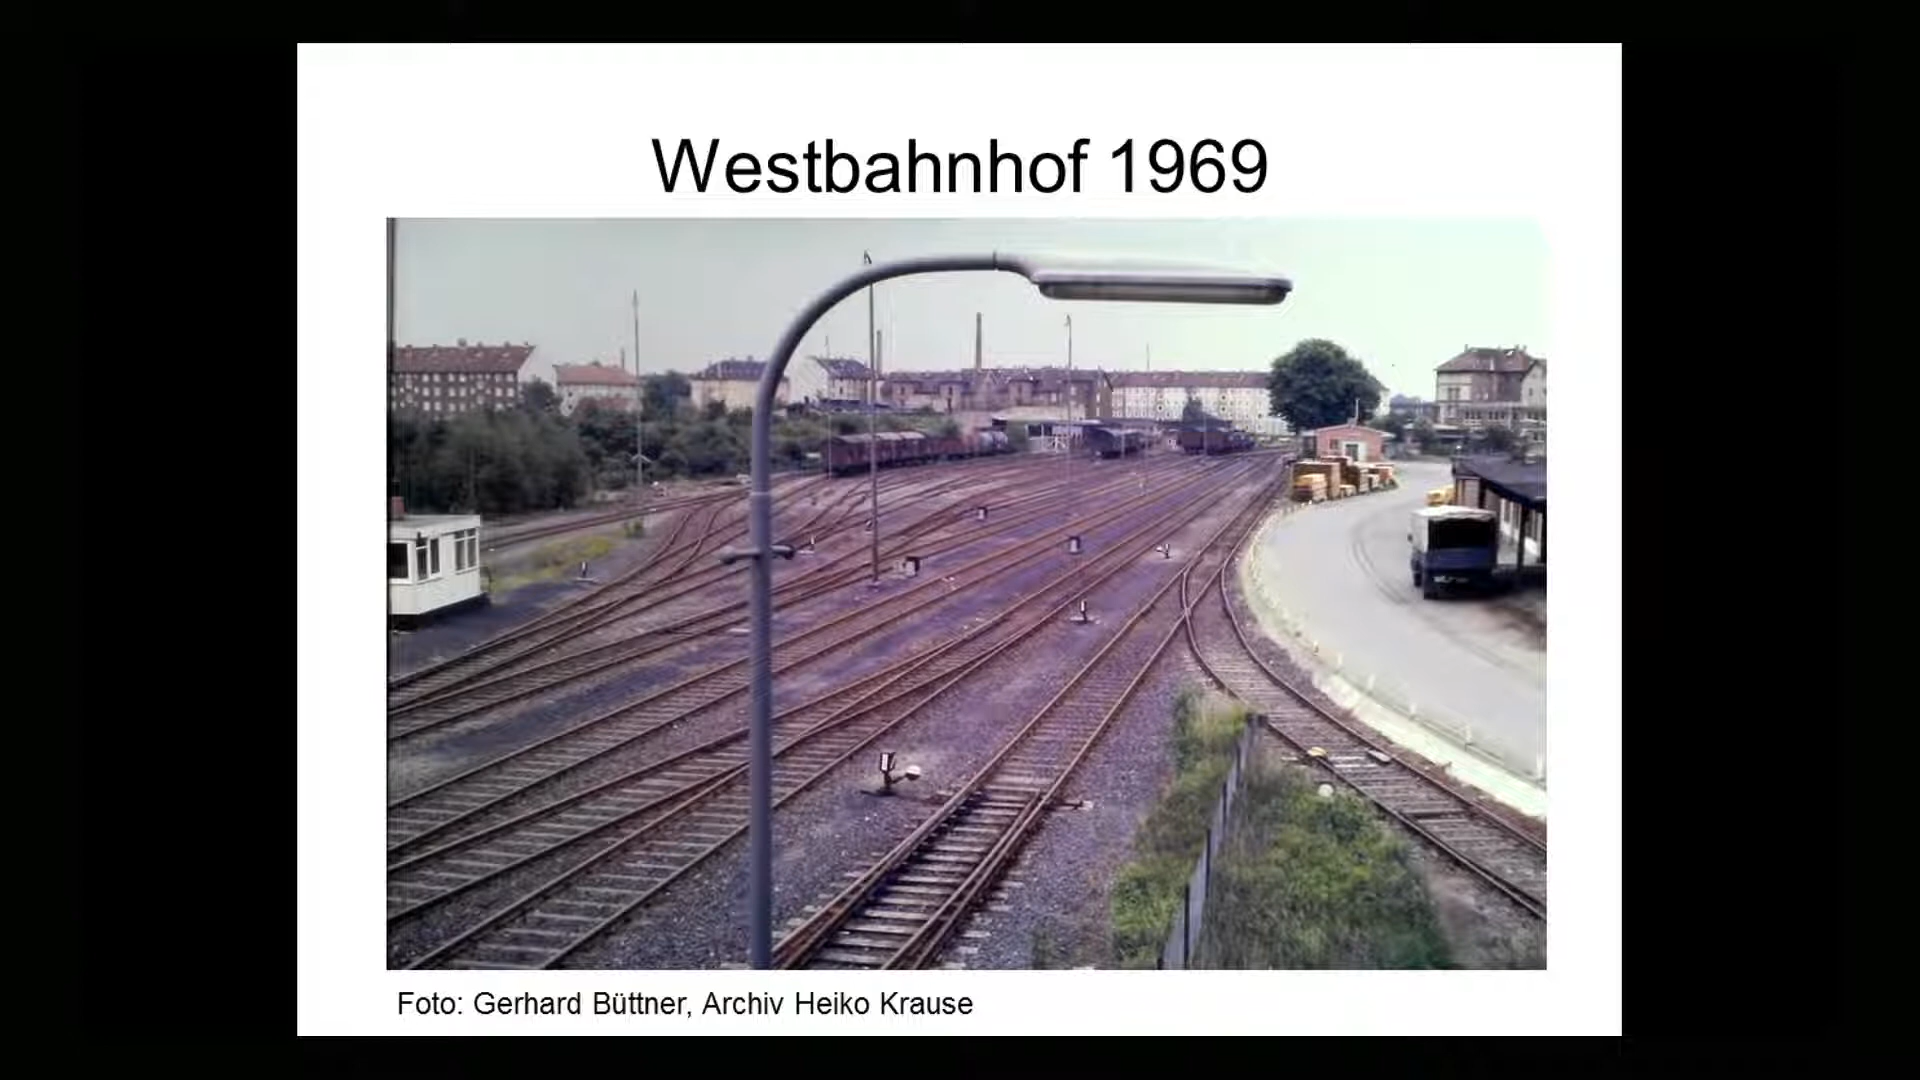 Westbahnhof 1969
Foto: Gerhard Büttner, Archiv Heiko Krause